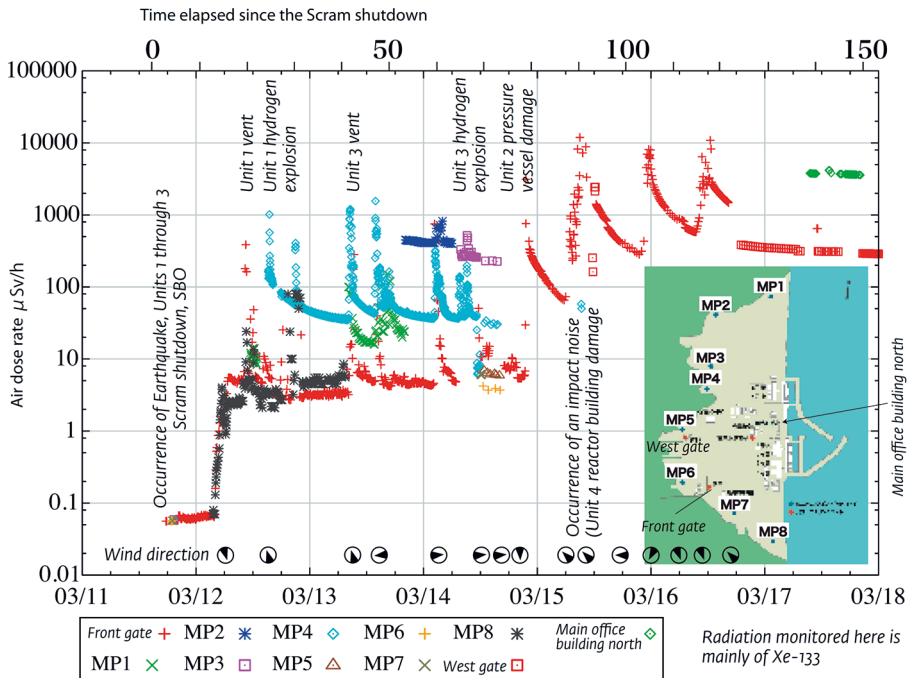 Time elapsed since the Scram shutdown
0 50 100 150
100000
10000
1000
100
10
1
0.1
0.01
Air dose rate μ Sv/h
Occurrence of Earthquake, Units 1 through 3
Scram shutdown, SBO
Unit 1 vent
Unit 1 hydrogen
explosion
Unit 3 vent
Unit 3 hydrogen
explosion
Unit 2 pressure
vessel damage
Occurrence of an impact noise
(Unit 4 reactor building damage
MP1
MP2
MP3
MP4
MP5
West gate
MP6
MP7
Front gate
MP8
Main office building north
Wind direction
03/11 03/12 03/13 03/14 03/15 03/16 03/17 03/18
Front gate MP2 MP4 MP6 MP8 Main office
building north
MP1 MP3 MP5 MP7 West gate
Radiation monitored here is
mainly of Xe-133